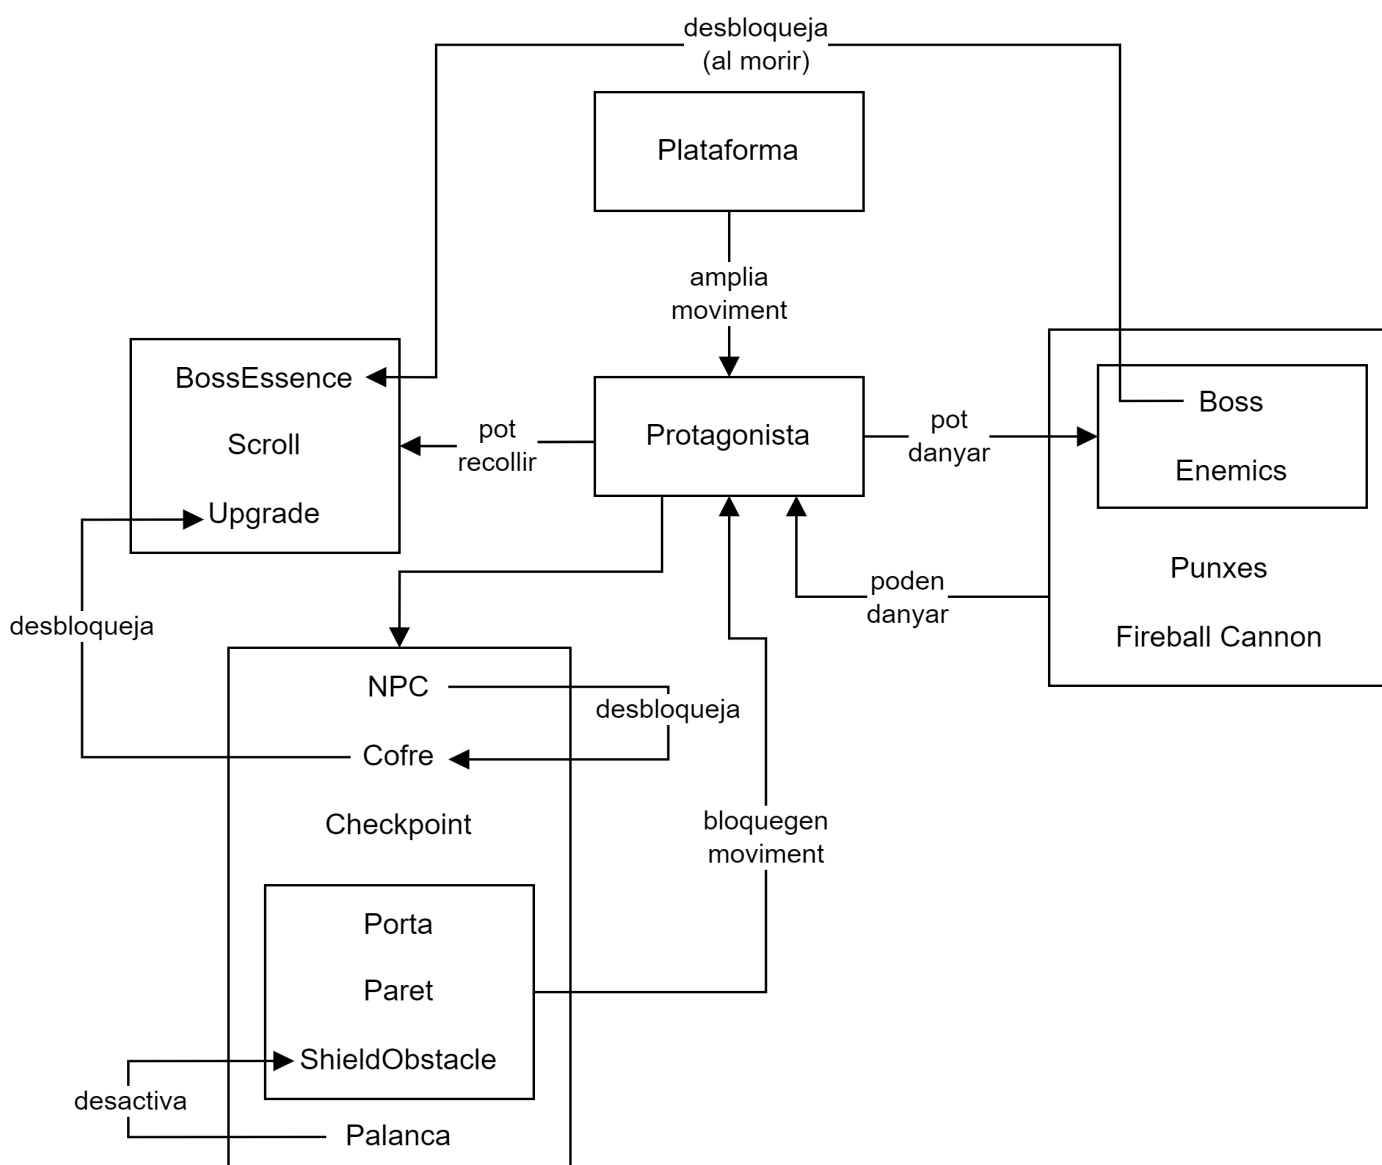 desbloqueja
(al morir)
Plataforma
amplia
moviment
BossEssence
Scroll
Upgrade
pot
recollir
Protagonista
pot
danyar
Boss
Enemics
Punxes
Fireball Cannon
poden
danyar
desbloqueja
NPC
desbloqueja
Cofre
Checkpoint
bloquegen
moviment
Porta
Paret
ShieldObstacle
desactiva
Palanca